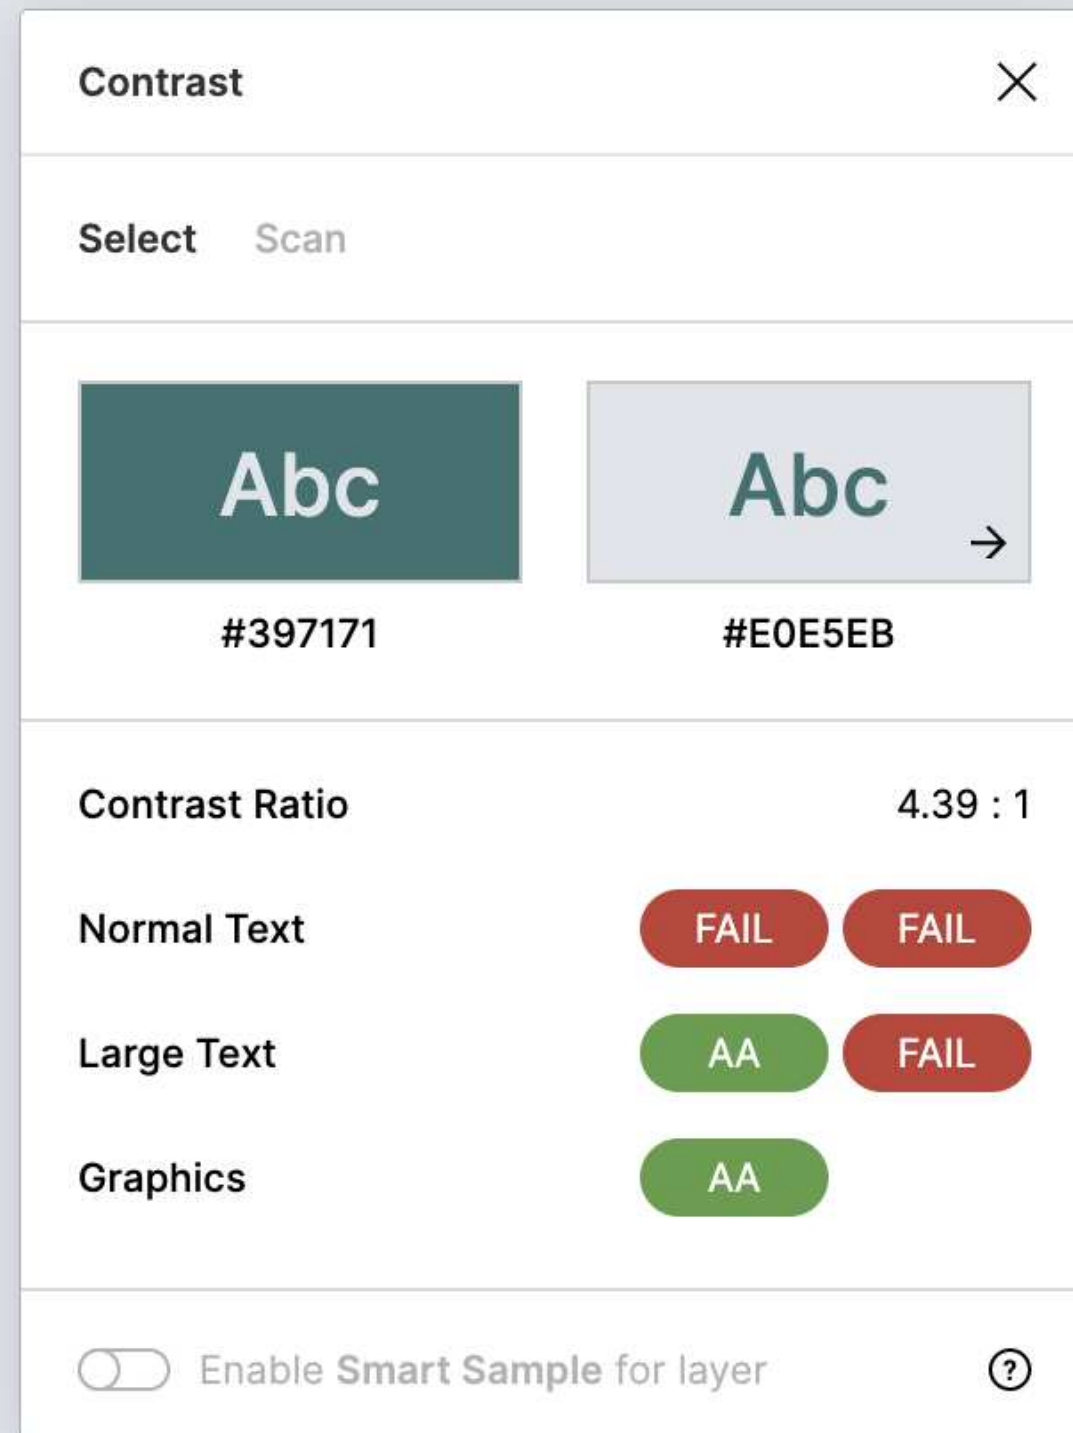 Contrast
Select Scan
Abc Abc
#397171 #E0E5EB
Contrast Ratio 4.39 : 1
Normal Text FAIL FAIL
Large Text AA FAIL
Graphics AA
Enable Smart Sample for layer ?